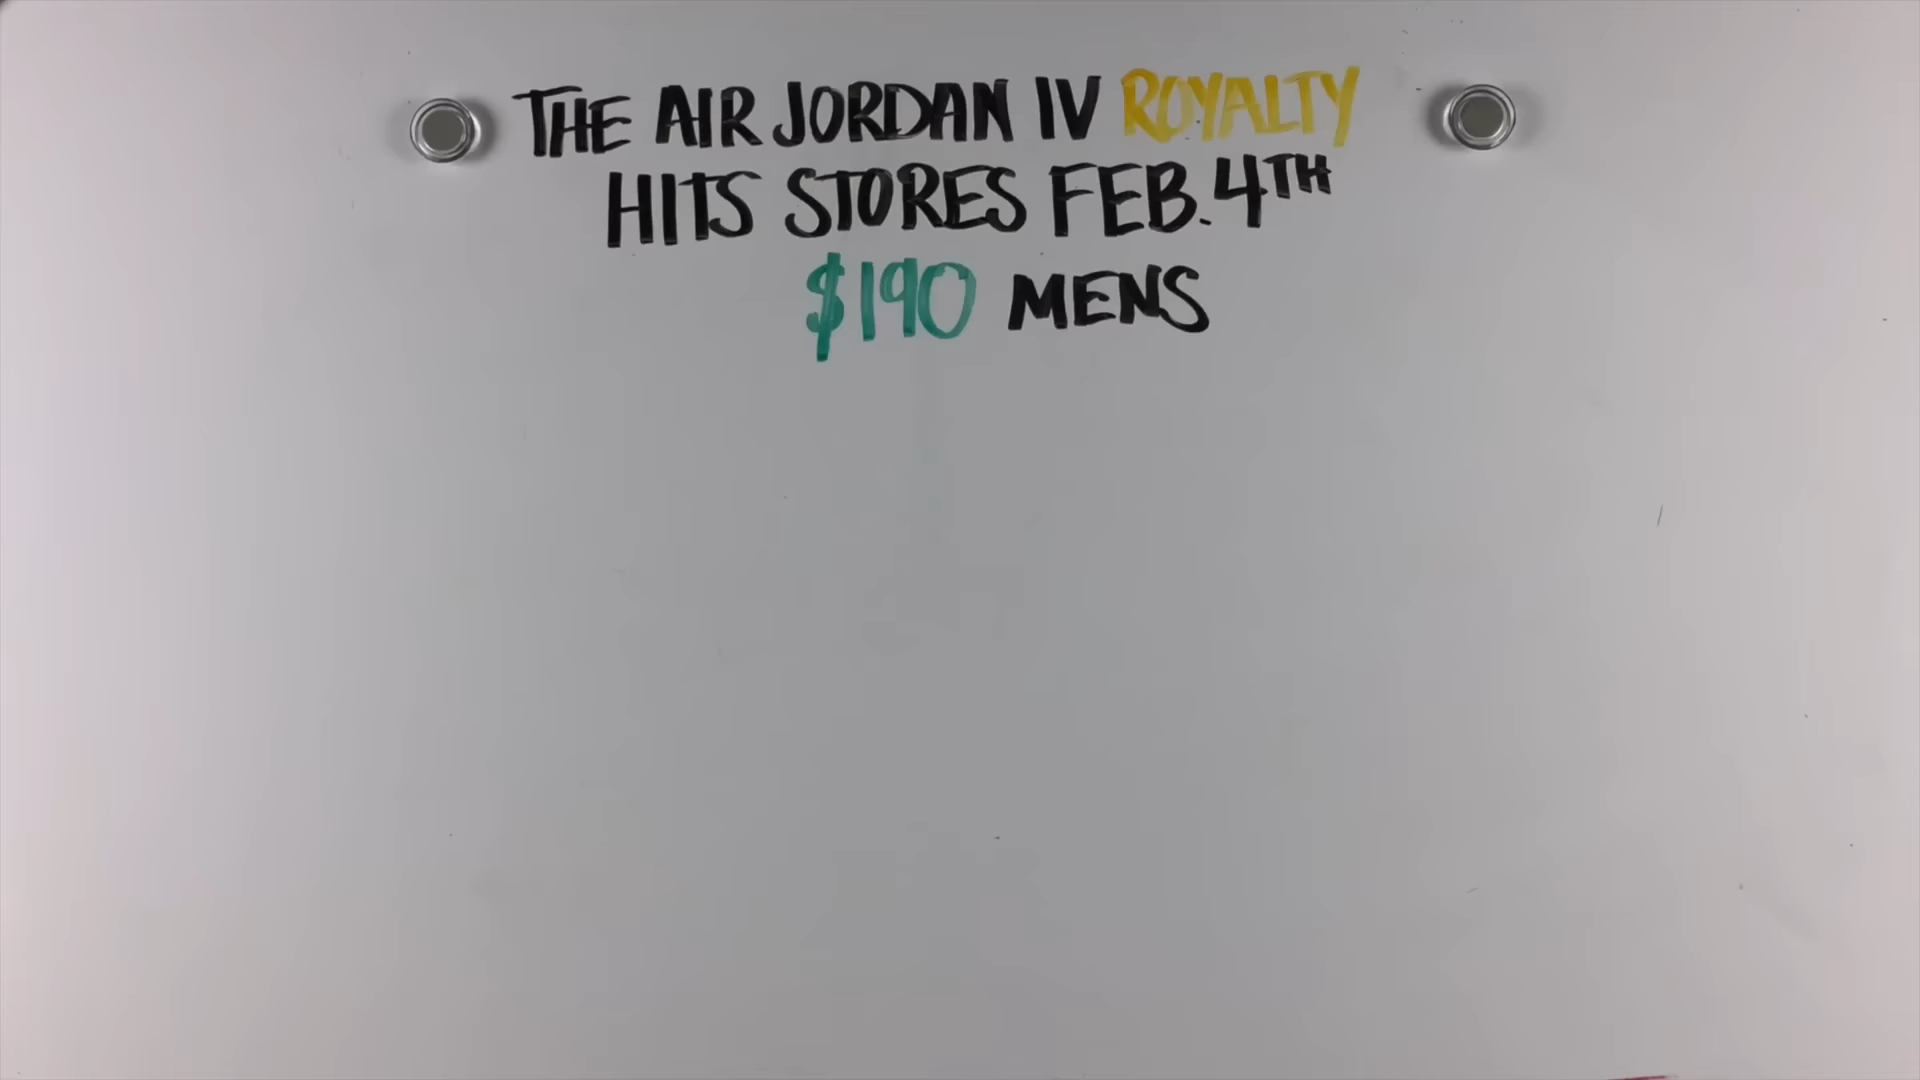 THE AIR JORDAN IV ROYALTY
HITS STORES FEB. 4TH
$190 MENS